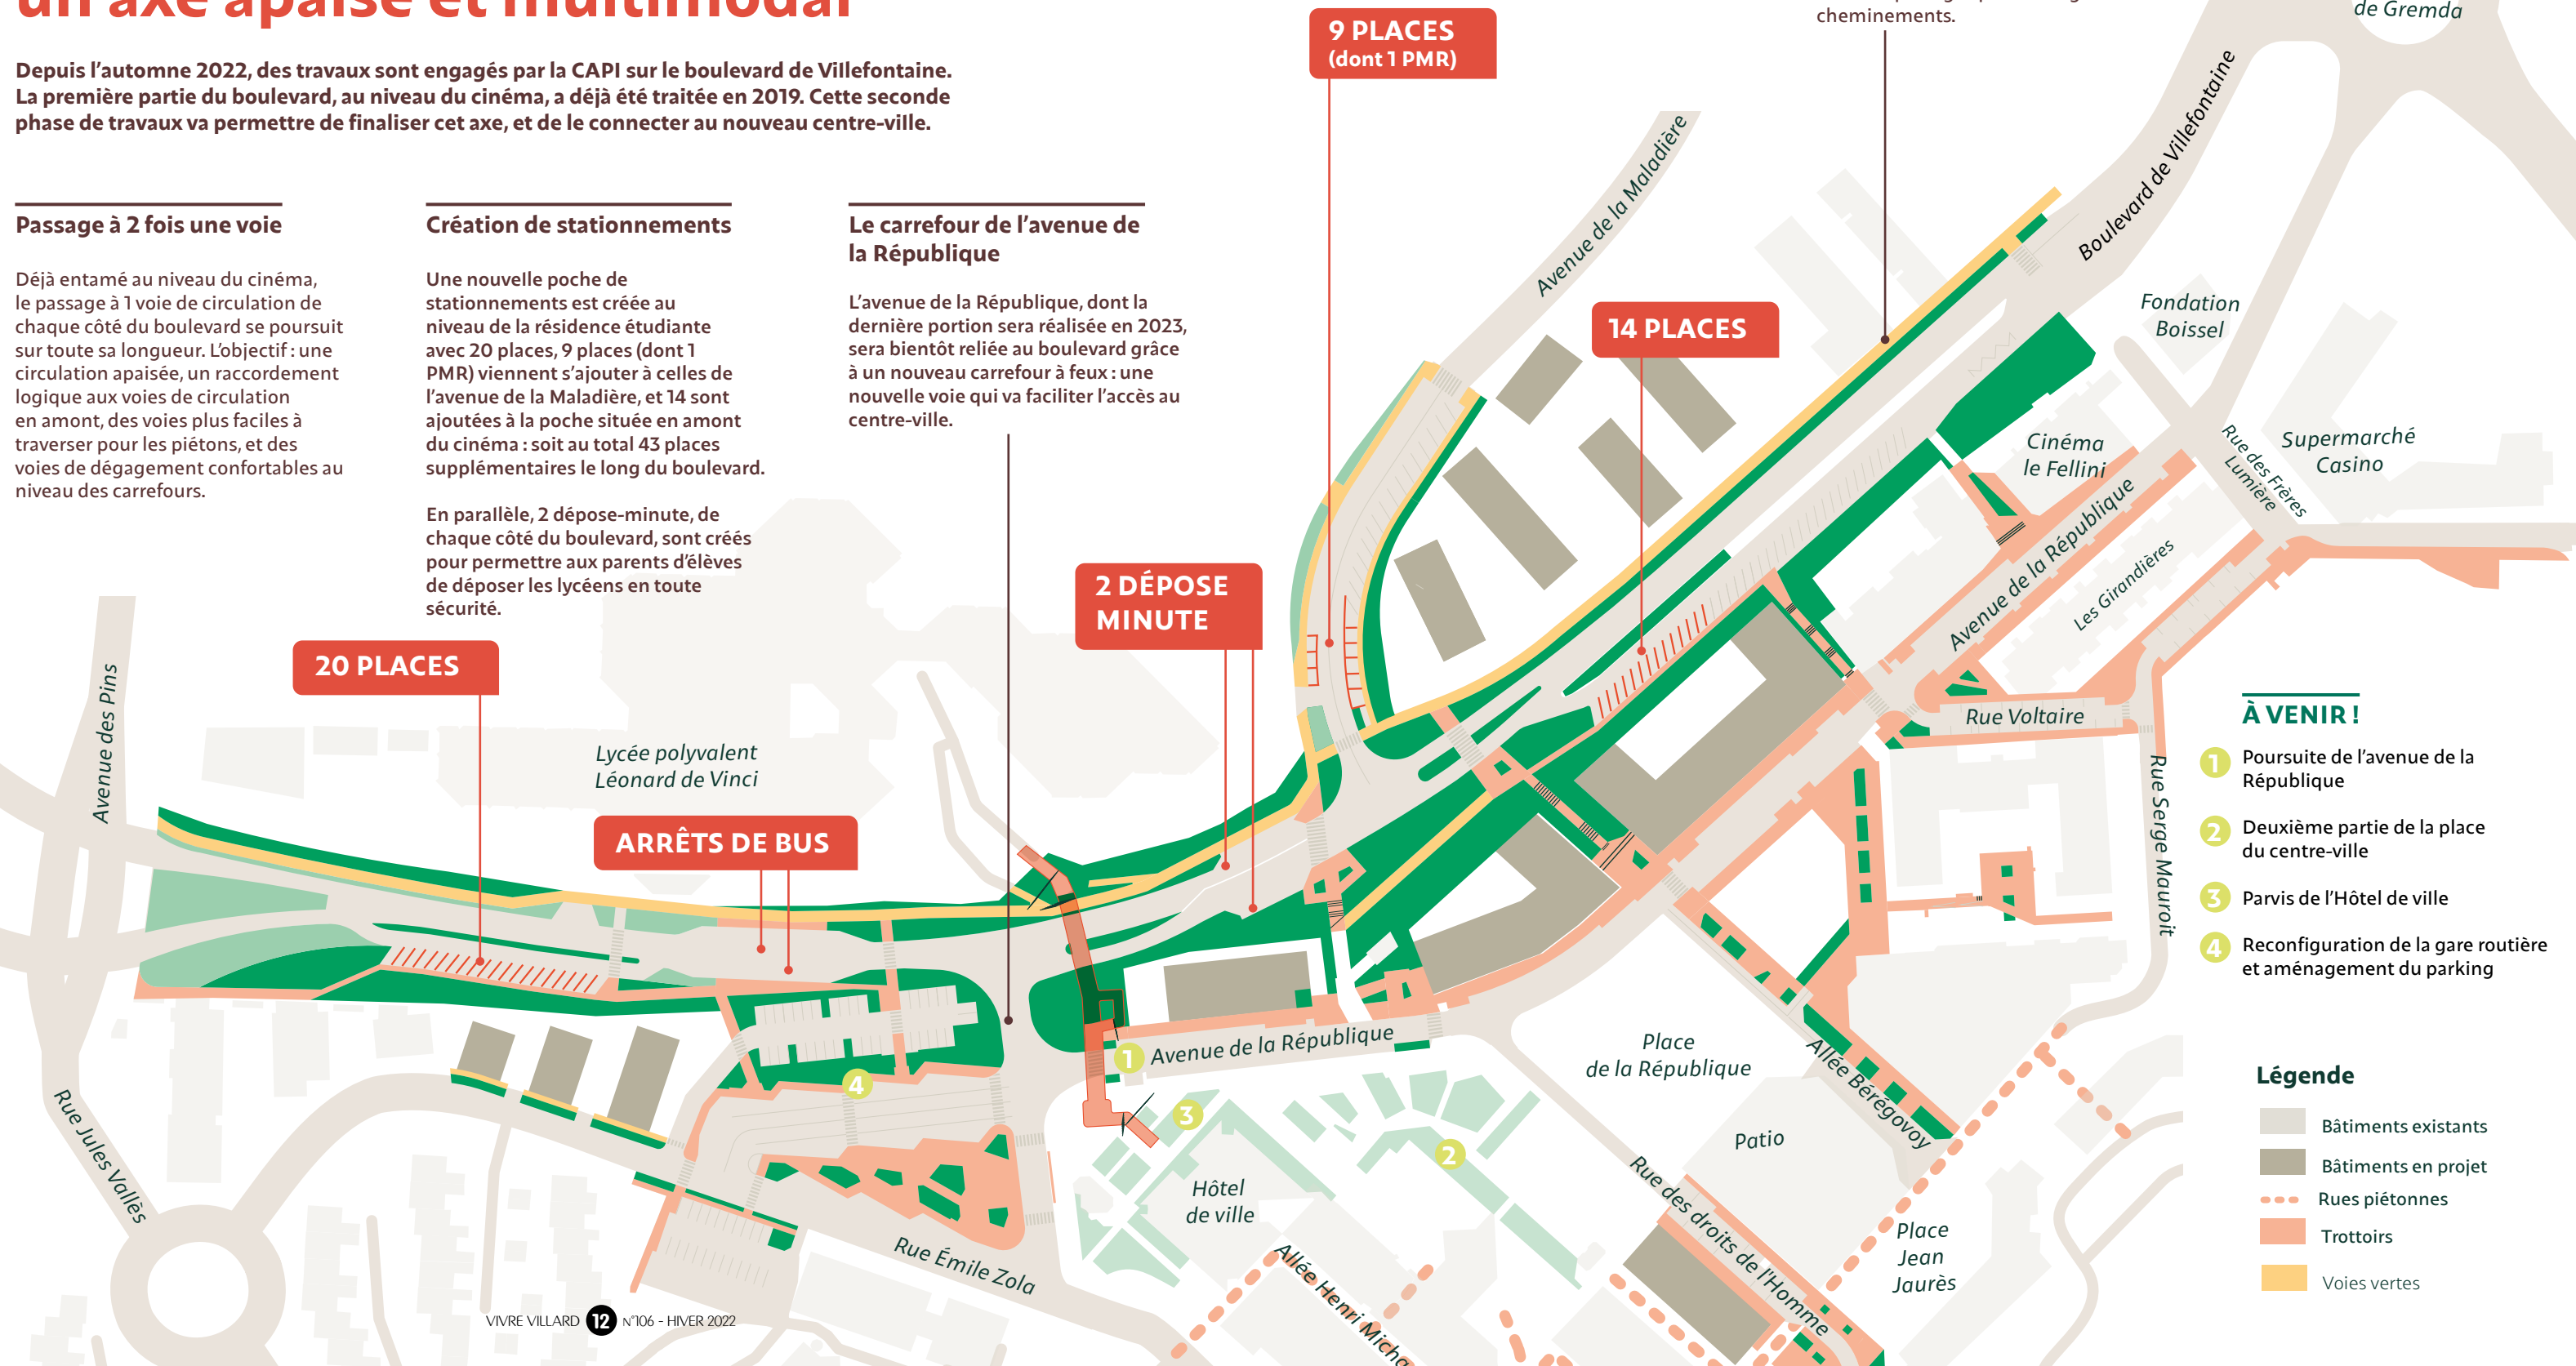 un axe apaisé et multimodal
Depuis l'automne 2022, des travaux sont engagés par la CAPI sur le boulevard de Villefontaine.
La première partie du boulevard, au niveau du cinéma, a déjà été traitée en 2019. Cette seconde
phase de travaux va permettre de finaliser cet axe, et de le connecter au nouveau centre-ville.
Passage à 2 fois une voie
Déjà entamé au niveau du cinéma,
le passage à 1 voie de circulation de
chaque côté du boulevard se poursuit
sur toute sa longueur. L'objectif : une
circulation apaisée, un raccordement
logique aux voies de circulation
en amont, des voies plus faciles à
traverser pour les piétons, et des
voies de dégagement confortables au
niveau des carrefours.
Création de stationnements
Une nouvelle poche de
stationnements est créée au
niveau de la résidence étudiante
avec 20 places, 9 places (dont 1
PMR) viennent s'ajouter à celles de
l'avenue de la Maladière, et 14 sont
ajoutées à la poche située en amont
du cinéma : soit au total 43 places
supplémentaires le long du boulevard.
En parallèle, 2 dépose-minute, de
chaque côté du boulevard, sont créés
pour permettre aux parents d'élèves
de déposer les lycéens en toute
sécurité.
Le carrefour de l'avenue de
la République
L'avenue de la République, dont la
dernière portion sera réalisée en 2023,
sera bientôt reliée au boulevard grâce
à un nouveau carrefour à feux : une
nouvelle voie qui va faciliter l'accès au
centre-ville.
9 PLACES
(dont 1 PMR)
cheminements.
de Gremda
Avenue de la Maladière
Boulevard de Villefontaine
14 PLACES
Fondation
Boissel
Cinéma
le Fellini
Rue des Frères
Lumière
Supermarché
Casino
Avenue de la République
Les Girandières
2 DÉPOSE
MINUTE
20 PLACES
Avenue des Pins
Lycée polyvalent
Léonard de Vinci
ARRÊTS DE BUS
Rue Voltaire
Rue Serge Mauroit
À VENIR !
1 Poursuite de l'avenue de la
République
2 Deuxième partie de la place
du centre-ville
3 Parvis de l'Hôtel de ville
4 Reconfiguration de la gare routière
et aménagement du parking
1
Avenue de la République
4
3
2
Place
de la République
Allée Bérégovoy
Patio
Hôtel
de ville
Rue Jules Vallès
Rue Émile Zola
Allée Henri Micha
Rue des droits de l'Homme
Place
Jean
Jaurès
Légende
Bâtiments existants
Bâtiments en projet
Rues piétonnes
Trottoirs
Voies vertes
VIVRE VILLARD 12 N°106 - HIVER 2022